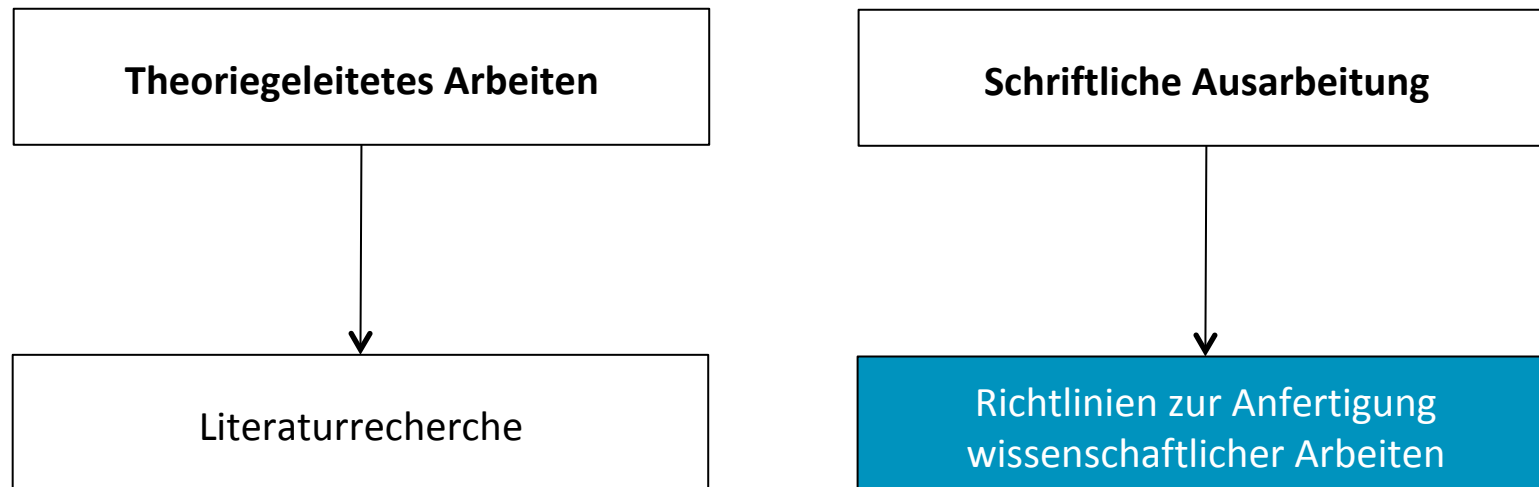 Theoriegeleitetes Arbeiten
Schriftliche Ausarbeitung
Literaturrecherche
Richtlinien zur Anfertigung
wissenschaftlicher Arbeiten